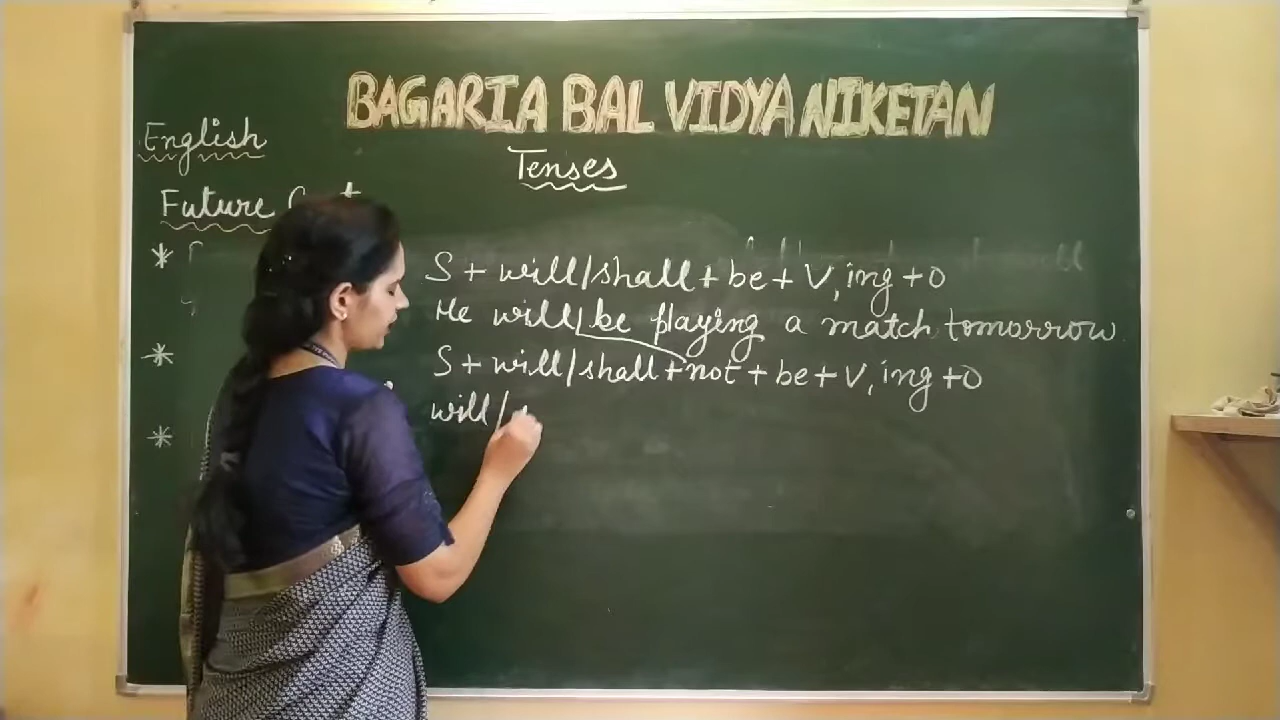 BAGARIA BAL VIDYA NIKETAN
English
Tenses
Future
*
S + will/shall + be + V, ing + O
He will be playing a match tomorrow
*
S + will/shall + not + be + V, ing + O
will/
*